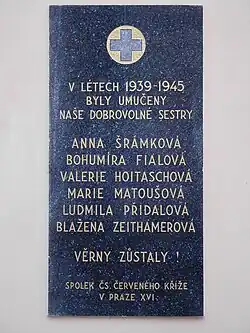 V LÉTECH 1939-1945
BYLY UMUČENY
NAŠE DOBROVOLNÉ SESTRY
ANNA ŠRÁMKOVÁ
BOHUMÍRA FIALOVÁ
VALERIE HOITASCHOVÁ
MARIE MATOUŠOVÁ
LUDMILA PŘIDALOVÁ
BLAŽENA ZEITHAMEROVÁ
VĚRNY ZŮSTALY !
SPOLEK ČS. ČERVENÉHO KŘÍŽE
V PRAZE XVI.